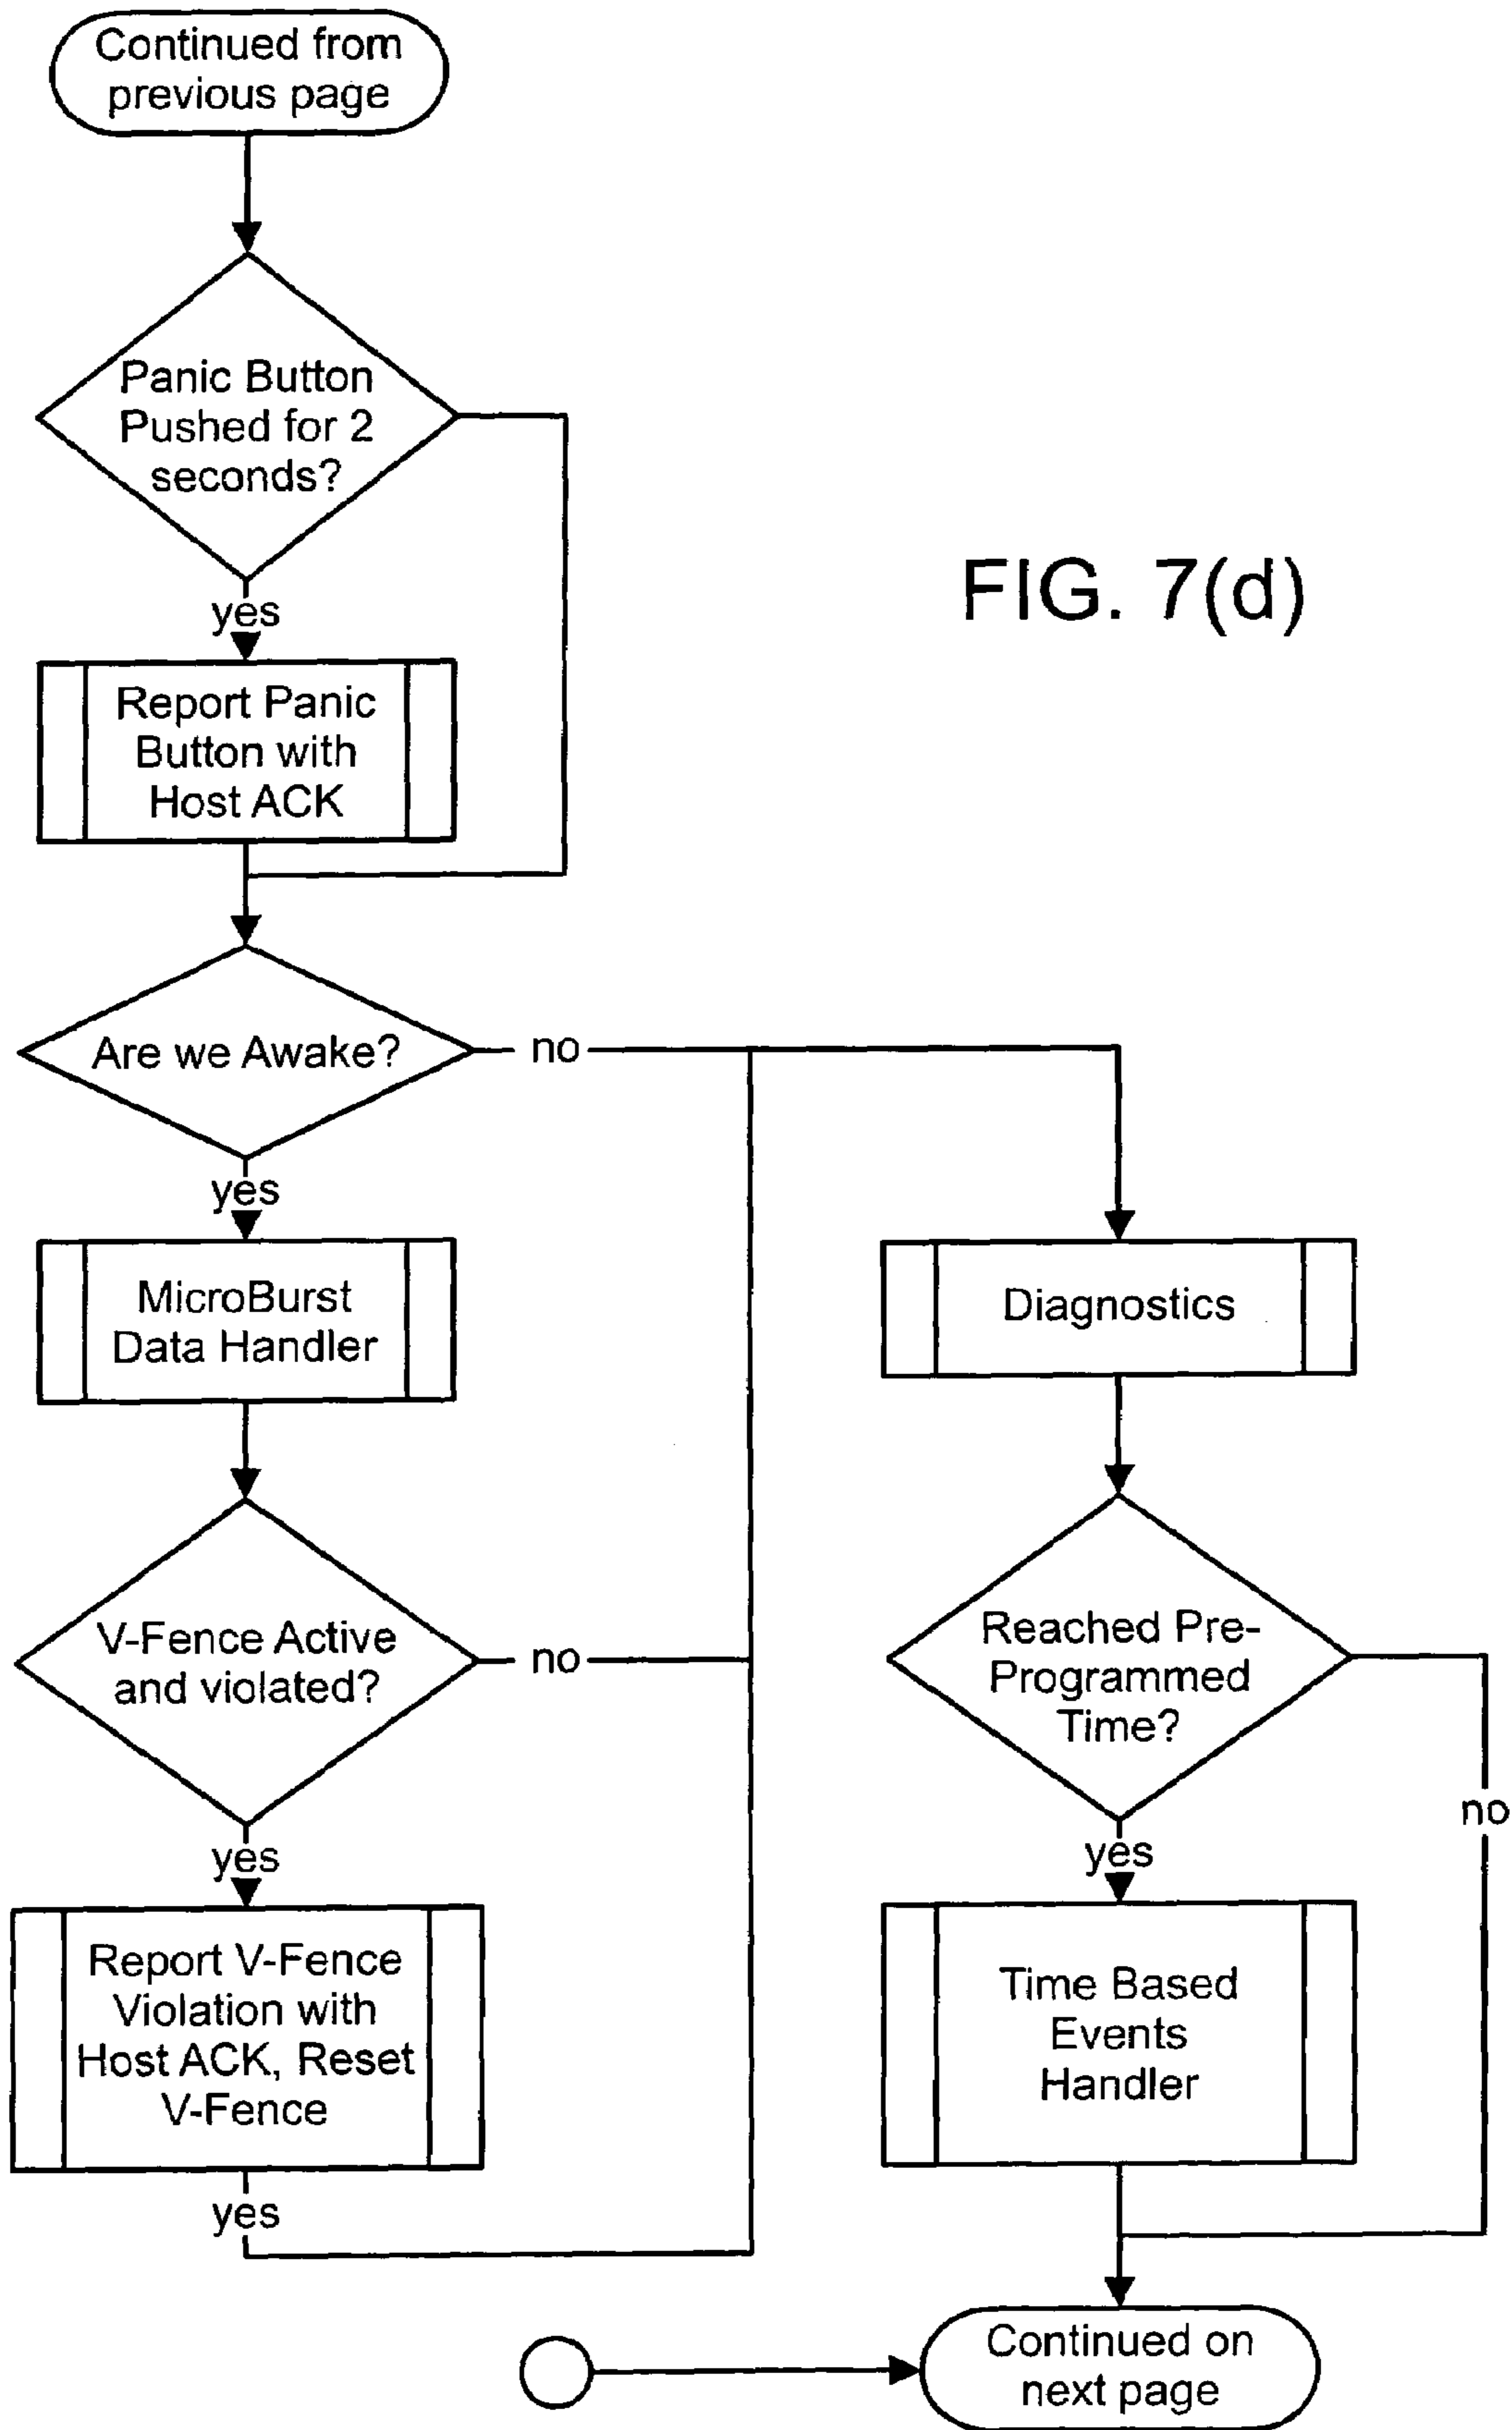 Continued from
previous page
Panic Button
Pushed for 2
seconds?
yes
Report Panic
Button with
Host ACK
Are we Awake?
no
yes
MicroBurst
Data Handler
V-Fence Active
and violated?
no
yes
Report V-Fence
Violation with
Host ACK, Reset
V-Fence
yes
FIG. 7(d)
Diagnostics
Reached Pre-
Programmed
Time?
no
yes
Time Based
Events
Handler
Continued on
next page